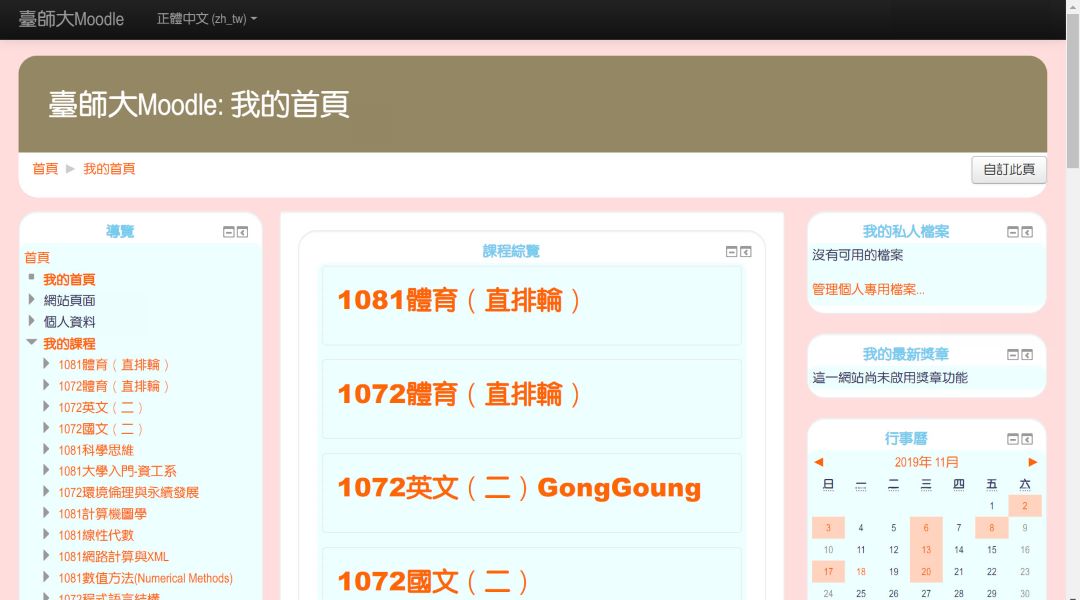 臺師大Moodle 正體中文 (zh_tw)
臺師大Moodle: 我的首頁
首頁 ▶ 我的首頁
自訂此頁
導覽
首頁
我的首頁
網站頁面
個人資料
我的課程
1081體育（直排輪）
1072體育（直排輪）
1072英文（二）
1072國文（二）
1081科學思維
1081大學入門-資工系
1072環境倫理與永續發展
1081計算機圖學
1081線性代數
1081網路計算與XML
1081數值方法(Numerical Methods)
1072程式語言結構
課程綜覽
1081體育（直排輪）
1072體育（直排輪）
1072英文（二）GongGoung
1072國文（二）
我的私人檔案
沒有可用的檔案
管理個人專用檔案...
我的最新獎章
這一網站尚未啟用獎章功能
行事曆
◀ 2019年 11月 ▶
日 一 二 三 四 五 六
1 2
3 4 5 6 7 8 9
10 11 12 13 14 15 16
17 18 19 20 21 22 23
24 25 26 27 28 29 30